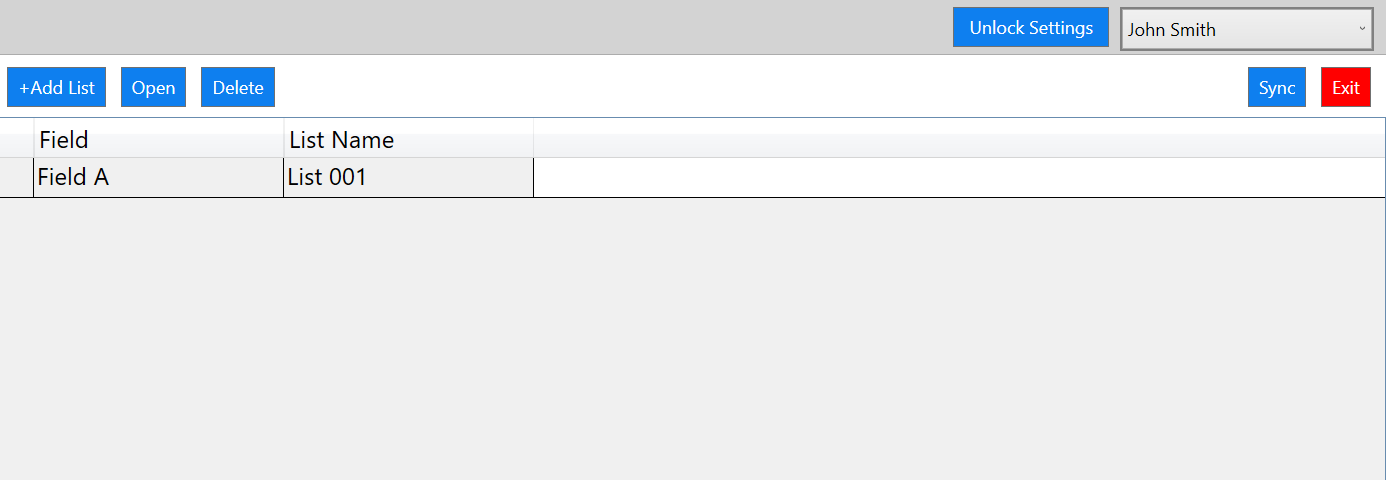 Unlock Settings John Smith
+Add List Open Delete Sync Exit
Field List Name
Field A List 001